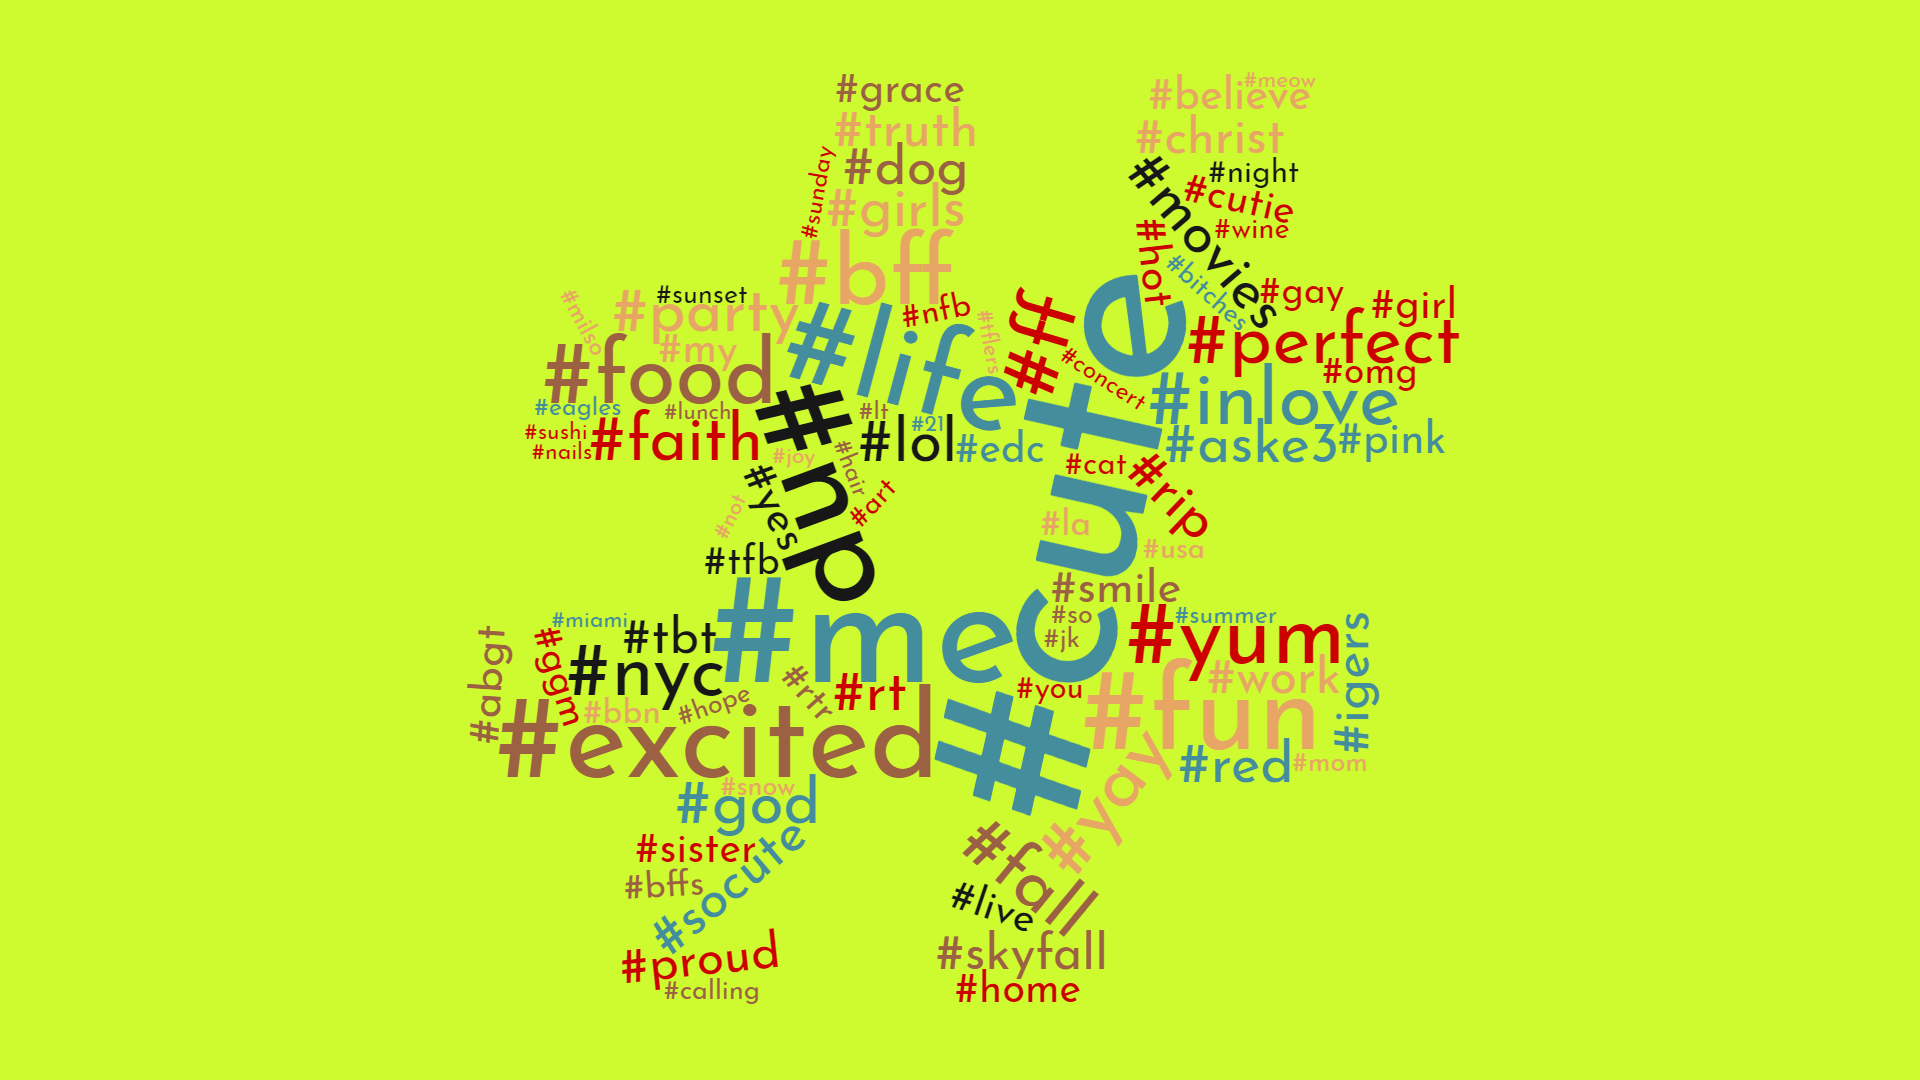 #grace
#meow
#believe
#truth
#christ
#dog
#sunday
#night
#movies
#cutie
#girls
#wine
#hot
#bff
#bitches
#gay
#girl
#sunset
#party
#milso
#nfb
#tflers
#ff
#perfect
#my
#life
#concert
#omg
#food
#inlove
#eagles
#lunch
#lt
#21
#sushi
#faith
#lol
#edc
#aske3
#pink
#nails
#joy
#hair
#np
#cat
#rip
#yes
#art
#not
#la
#usa
#tfb
#smile
#cute
#me
#so
#summer
#miami
#tbt
#jk
#yum
#igers
#abgt
#ggm
#nyc
#work
#rtr
#rt
#you
#hope
#bbn
#fun
#excited
#red
#mom
#snow
#god
#yay
#sister
#socute
#fall
#bffs
#live
#proud
#skyfall
#calling
#home